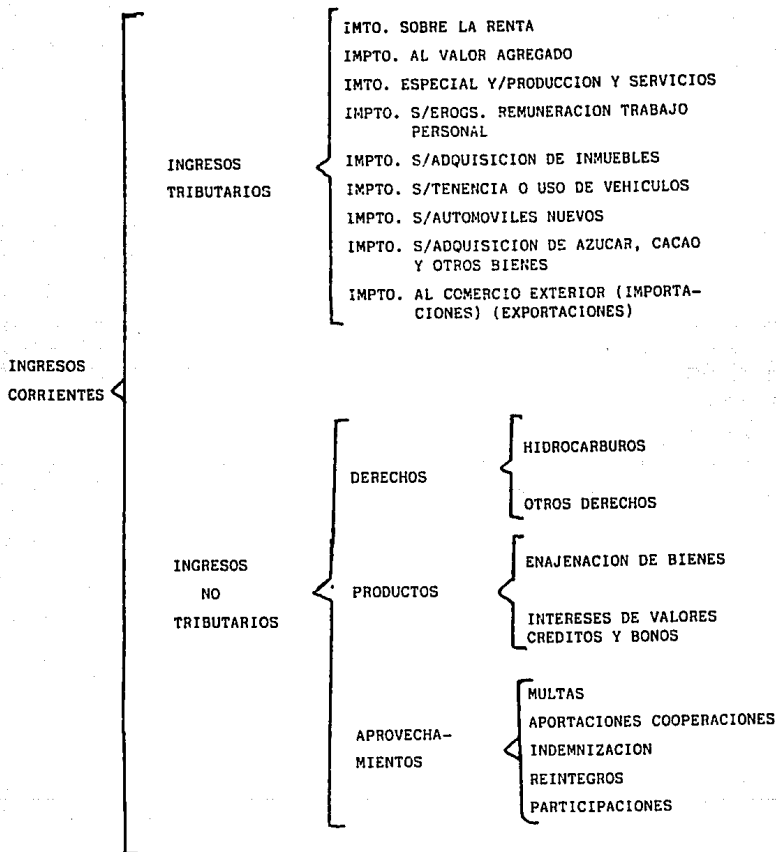 INGRESOS
CORRIENTES
INGRESOS
TRIBUTARIOS
IMTO. SOBRE LA RENTA
IMPTO. AL VALOR AGREGADO
IMTO. ESPECIAL Y/PRODUCCION Y SERVICIOS
IMPTO. S/EROGS. REMUNERACION TRABAJO
PERSONAL
IMPTO. S/ADQUISICION DE INMUEBLES
IMPTO. S/TENENCIA O USO DE VEHICULOS
IMPTO. S/AUTOMOVILES NUEVOS
IMPTO. S/ADQUISICION DE AZUCAR, CACAO
Y OTROS BIENES
IMPTO. AL COMERCIO EXTERIOR (IMPORTA-
CIONES) (EXPORTACIONES)
INGRESOS
NO
TRIBUTARIOS
DERECHOS
HIDROCARBUROS
OTROS DERECHOS
PRODUCTOS
ENAJENACION DE BIENES
INTERESES DE VALORES
CREDITOS Y BONOS
APROVECHA-
MIENTOS
MULTAS
APORTACIONES COOPERACIONES
INDEMNIZACION
REINTEGROS
PARTICIPACIONES